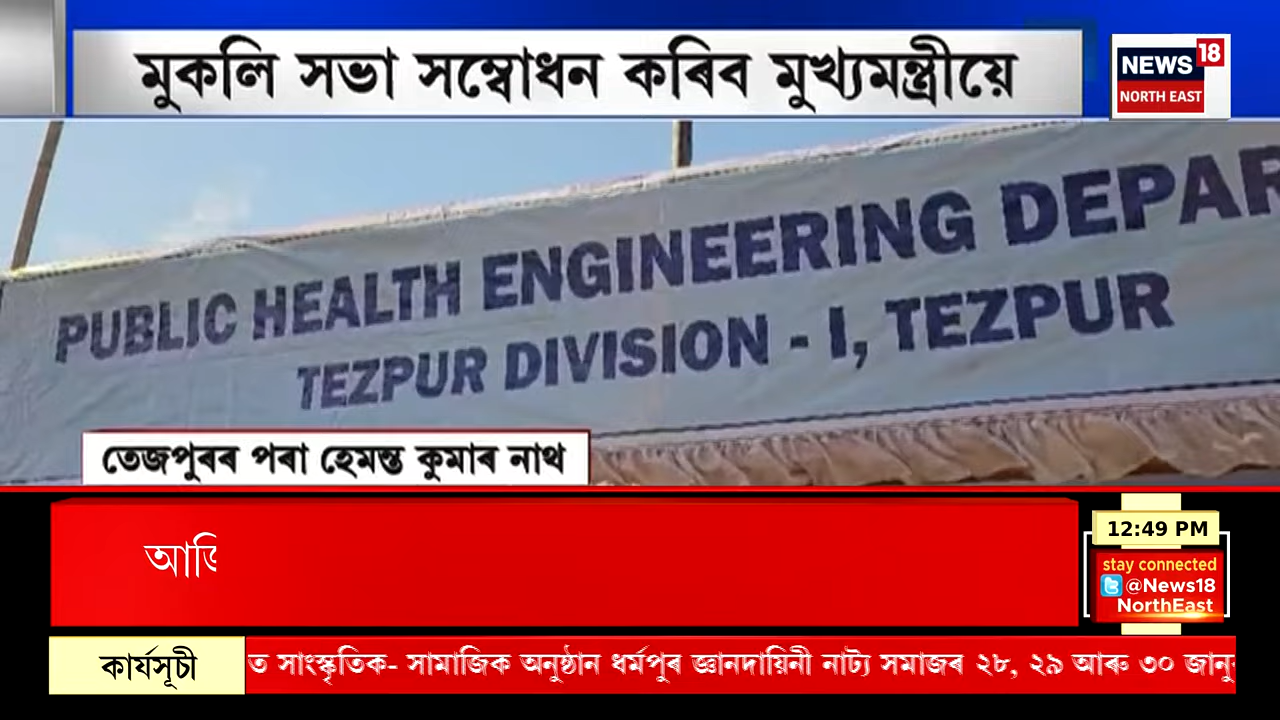 মুকলি সভা সম্বোধন কৰিব মুখ্যমন্ত্ৰীয়ে
NEWS 18
NORTH EAST
PUBLIC HEALTH ENGINEERING DEPAR
TEZPUR DIVISION - I, TEZPUR
তেজপুৰৰ পৰা হেমন্ত কুমাৰ নাথ
12:49 PM
stay connected
@News18
NorthEast
কাৰ্যসূচী
ত সাংস্কৃতিক- সামাজিক অনুষ্ঠান ধৰ্মপুৰ জ্ঞানদায়িনী নাট্য সমাজৰ ২৮, ২৯ আৰু ৩০